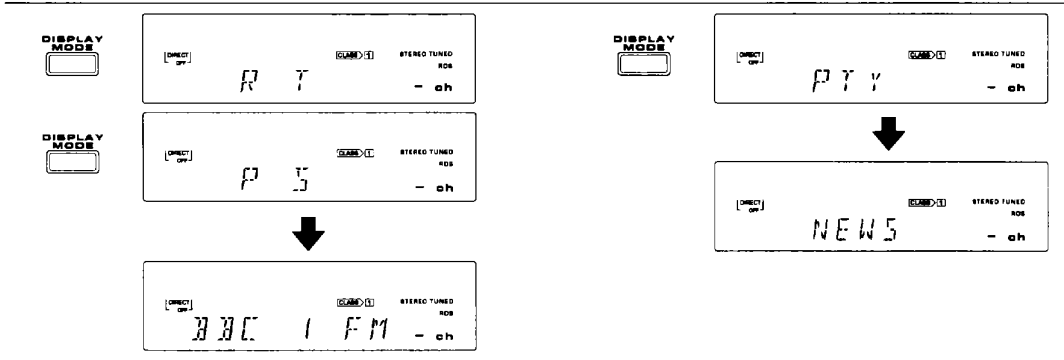 DISPLAY
MODE
DIRECT
OFF
CLASS 1
STEREO TUNED
RDS
R T
- ch
DISPLAY
MODE
DIRECT
OFF
CLASS 1
STEREO TUNED
RDS
P S
- ch
DIRECT
OFF
CLASS 1
STEREO TUNED
RDS
BBC 1 FM
- ch
DISPLAY
MODE
DIRECT
OFF
CLASS 1
STEREO TUNED
RDS
PTY
- ch
DIRECT
OFF
CLASS 1
STEREO TUNED
RDS
NEWS
- ch